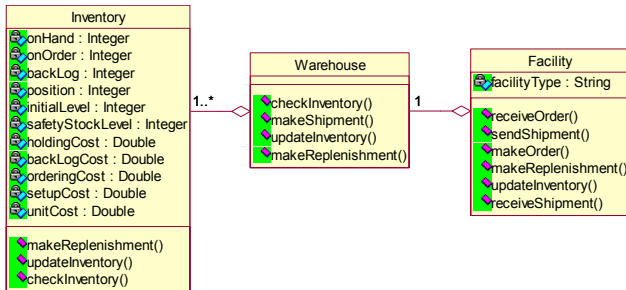 Inventory
onHand : Integer
onOrder : Integer
backLog : Integer
position : Integer
initialLevel : Integer
safetyStockLevel : Integer
holdingCost : Double
backLogCost : Double
orderingCost : Double
setupCost : Double
unitCost : Double
makeReplenishment()
updateInventory()
checkInventory()
1..*
Warehouse
checkInventory()
makeShipment()
updateInventory()
makeReplenishment()
1
Facility
facilityType : String
receiveOrder()
sendShipment()
makeOrder()
makeReplenishment()
updateInventory()
receiveShipment()